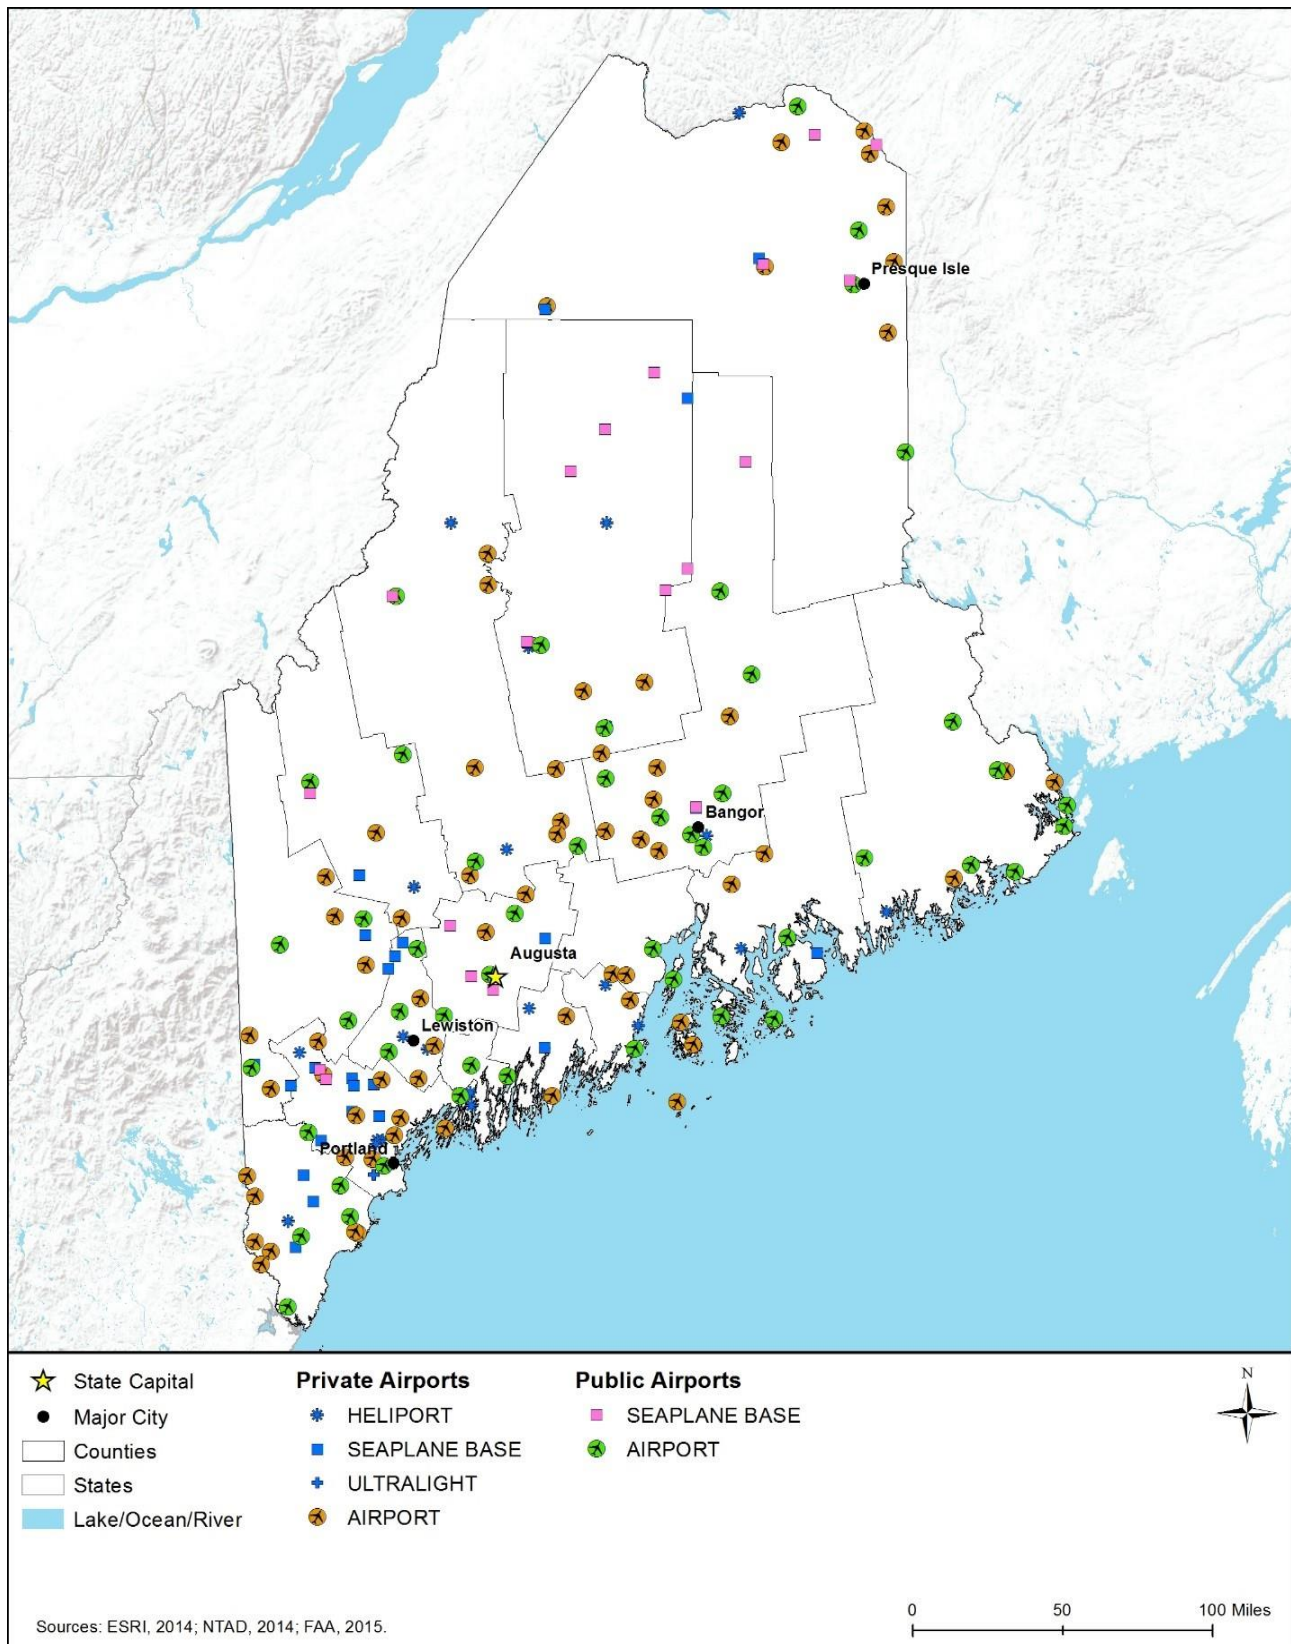 Presque Isle
Bangor
Augusta
Lewiston
Portland
State Capital
Major City
Counties
States
Lake/Ocean/River
Private Airports
HELIPORT
SEAPLANE BASE
ULTRALIGHT
AIRPORT
Public Airports
SEAPLANE BASE
AIRPORT
N
Sources: ESRI, 2014; NTAD, 2014; FAA, 2015.
0 50 100 Miles